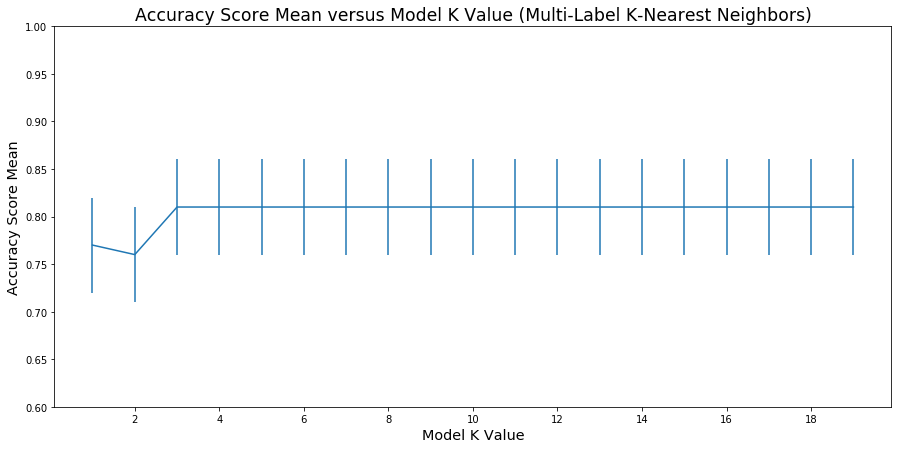 Accuracy Score Mean versus Model K Value (Multi-Label K-Nearest Neighbors)
1.00
0.95
0.90
0.85
0.80
0.75
0.70
0.65
0.60
Accuracy Score Mean
2 4 6 8 10 12 14 16 18
Model K Value